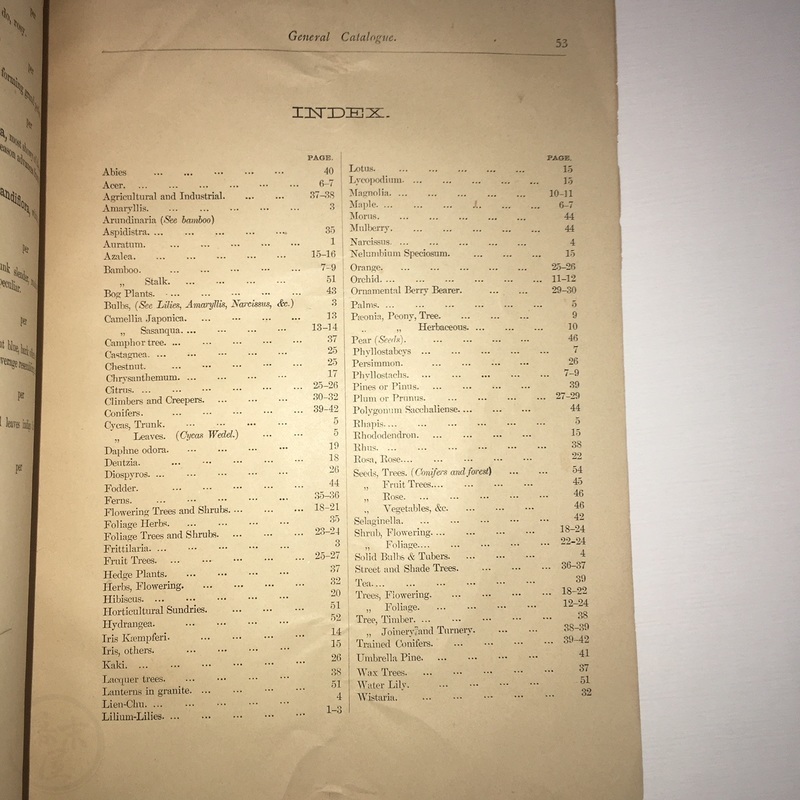 General Catalogue. 53
INDEX.
PAGE.
Abies ... ... ... ... ... 40
Acer. ... ... ... ... ... ... 6–7
Agricultural and Industrial. ... ... 37–38
Amaryllis. ... ... ... ... ... 3
Arundinaria (See bamboo)
Aspidistra. ... ... ... ... ... ... 35
Auratum. ... ... ... ... ... 1
Azalea. ... ... ... ... ... 15–16
Bamboo. ... ... ... ... ... 7–9
„ Stalk. ... ... ... ... 51
Bog Plants. ... ... ... ... ... 43
Bulbs, (See Lilies, Amaryllis, Narcissus, &c.) 3
Camellia Japonica. ... ... ... ... 13
„ Sasanqua. ... ... ... ... 13–14
Camphor tree. ... ... ... ... ... 37
Castagnea. ... ... ... ... ... 25
Chestnut. ... ... ... ... ... 25
Chrysanthemum. ... ... ... ... ... 17
Citrus. ... ... ... ... ... ... 25–26
Climbers and Creepers. ... ... ... 30–32
Conifers. ... ... ... ... ... 39–42
Cycas, Trunk. ... ... ... ... 5
„ Leaves. (Cycas Wedel.) ... ... 5
Daphne odora. ... ... ... ... 19
Deutzia. ... ... ... ... ... 18
Diospyros. ... ... ... ... ... ... 26
Fodder. ... ... ... ... ... 44
Ferns. ... ... ... ... ... 35–36
Flowering Trees and Shrubs. ... ... ... 18–21
Foliage Herbs. ... ... ... ... 35
Foliage Trees and Shrubs. ... ... ... 23–24
Frittilaria. ... ... ... ... ... ... 3
Fruit Trees. ... ... ... ... ... 25–27
Hedge Plants. ... ... ... ... 37
Herbs, Flowering. ... ... ... ... 32
Hibiscus. ... ... ... ... ... 20
Horticultural Sundries. ... ... ... 51
Hydrangea. ... ... ... ... 52
Iris Kæmpferi. ... ... ... ... 14
Iris, others. ... ... ... ... ... 15
Kaki. ... ... ... ... ... ... 26
Lacquer trees. ... ... ... ... 38
Lanterns in granite. ... ... ... ... 51
Lien-Chu. ... ... ... ... ... ... 4
Lilium-Lilies. ... ... ... ... ... 1–3
PAGE.
Lotus. ... ... ... ... ... 15
Lycopodium. ... ... ... ... ... 15
Magnolia. ... ... ... ... ... 10–11
Maple. ... ... ... ... ... 6–7
Morus. ... ... ... ... ... 44
Mulberry. ... ... ... ... ... 44
Narcissus. ... ... ... ... ... 4
Nelumbium Speciosum. ... ... ... 15
Orange. ... ... ... ... ... 25–26
Orchid. ... ... ... ... ... 11–12
Ornamental Berry Bearer. ... ... 29–30
Palms. ... ... ... ... ... ... 5
Pæonia, Peony, Tree. ... ... ... 9
„ „ Herbaceous. ... ... ... 10
Pear (Seeds). ... ... ... ... ... 46
Phyllostabeys ... ... ... ... ... 7
Persimmon. ... ... ... ... ... 26
Phyllostachs. ... ... ... ... ... 7–9
Pines or Pinus. ... ... ... ... 39
Plum or Prunus. ... ... ... ... 27–29
Polygonum Sacchaliense. ... ... ... ... 44
Rhapis. ... ... ... ... ... 5
Rhododendron. ... ... ... ... 15
Rhus. ... ... ... ... ... ... 38
Rosa, Rose. ... ... ... ... ... 22
Seeds, Trees. (Conifers and forest) ... ... 54
„ Fruit Trees. ... ... ... ... 45
„ Rose. ... ... ... ... ... 46
„ Vegetables, &c. ... ... ... 46
Selaginella. ... ... ... ... ... 42
Shrub, Flowering. ... ... ... ... 18–24
„ Foliage. ... ... ... ... 22–24
Solid Bulbs & Tubers. ... ... ... 4
Street and Shade Trees. ... ... ... 36–37
Tea. ... ... ... ... ... ... 39
Trees, Flowering. ... ... ... ... 18–22
„ Foliage. ... ... ... ... 12–24
Tree, Timber. ... ... ... ... ... 38
„ Joinery and Turnery. ... ... 38–39
Trained Conifers. ... ... ... ... 39–42
Umbrella Pine. ... ... ... ... 41
Wax Trees. ... ... ... ... ... 37
Water Lily. ... ... ... ... 51
Wistaria. ... ... ... ... ... 32